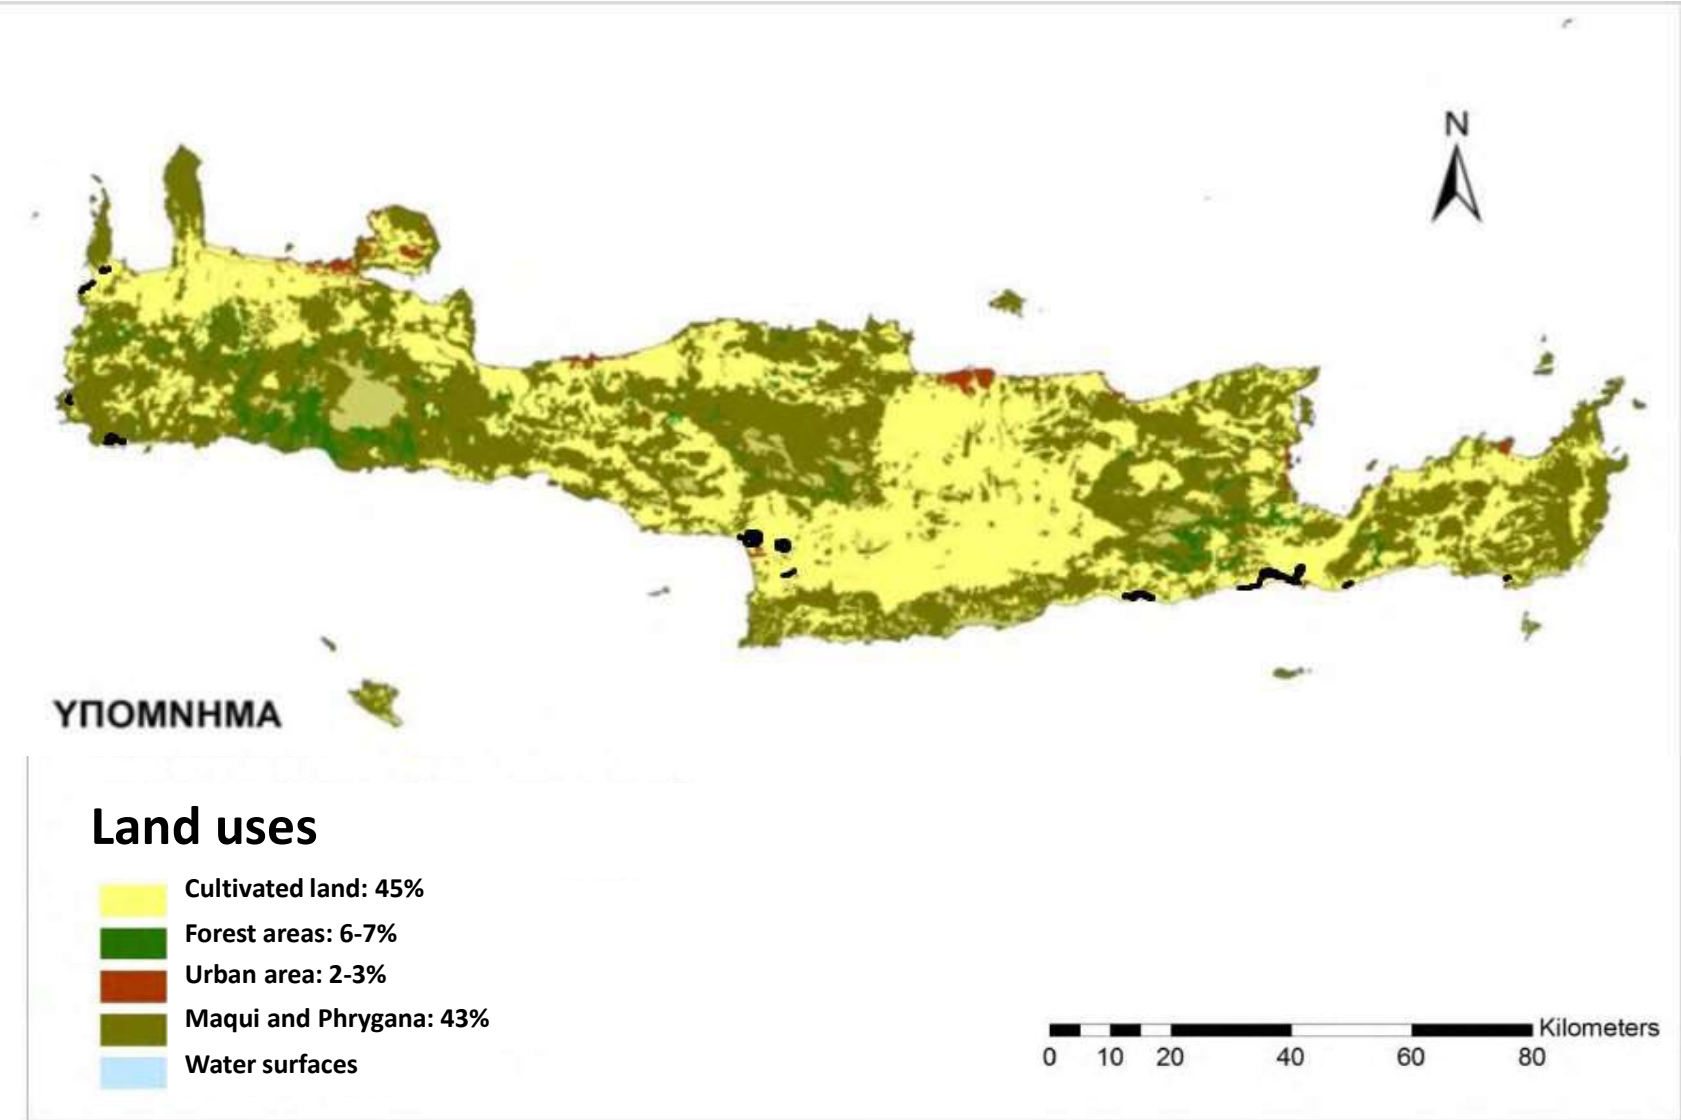 N
ΥΠΟΜΝΗΜΑ
Land uses
Cultivated land: 45%
Forest areas: 6-7%
Urban area: 2-3%
Maqui and Phrygana: 43%
Water surfaces
Kilometers
0 10 20 40 60 80